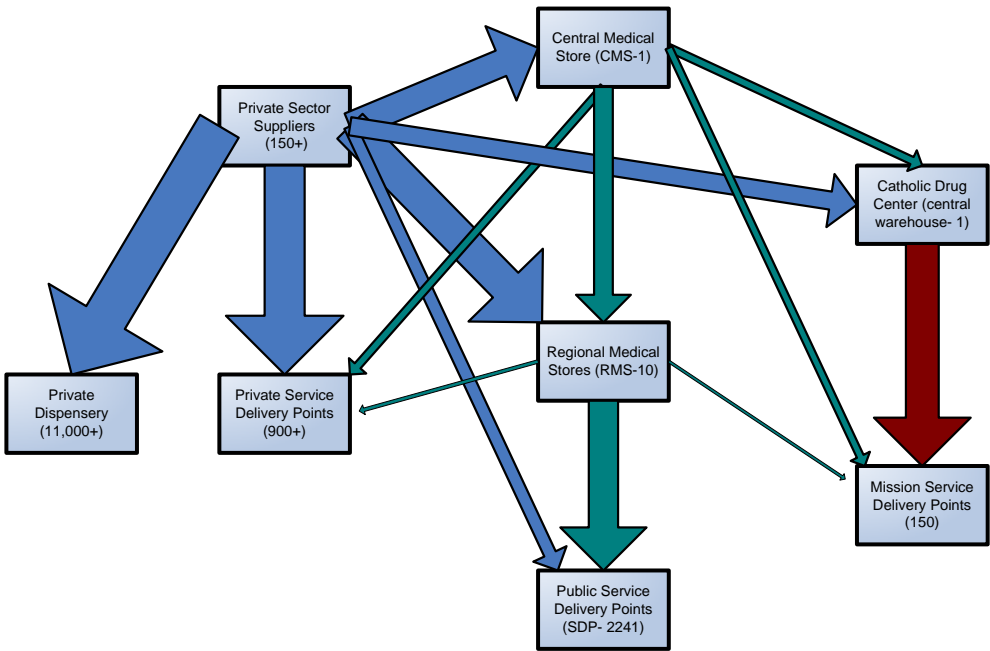 Central Medical
Store (CMS-1)
Private Sector
Suppliers
(150+)
Catholic Drug
Center (central
warehouse- 1)
Regional Medical
Stores (RMS-10)
Private
Dispensery
(11,000+)
Private Service
Delivery Points
(900+)
Mission Service
Delivery Points
(150)
Public Service
Delivery Points
(SDP- 2241)